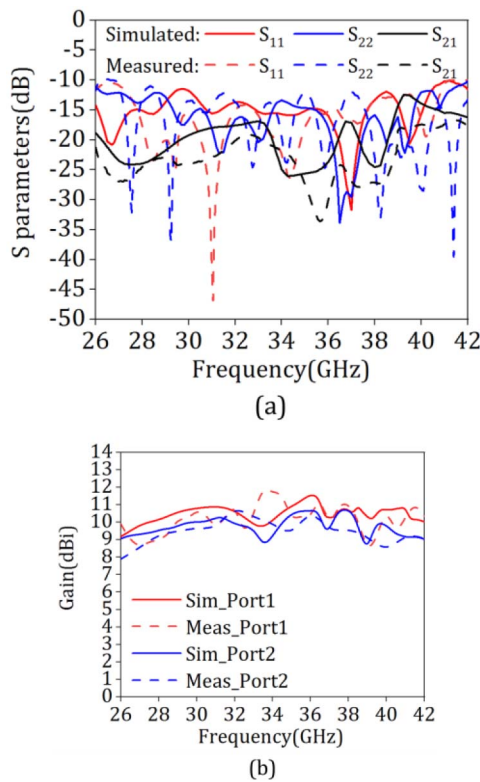 0
-5
-10
-15
-20
-25
-30
-35
-40
-45
-50
S parameters(dB)
Simulated: S11 S22 S21
Measured: S11 S22 S21
26 28 30 32 34 36 38 40 42
Frequency(GHz)
(a)
14
13
12
11
10
9
8
7
6
5
4
3
2
1
0
Gain(dBi)
Sim_Port1
Meas_Port1
Sim_Port2
Meas_Port2
26 28 30 32 34 36 38 40 42
Frequency(GHz)
(b)